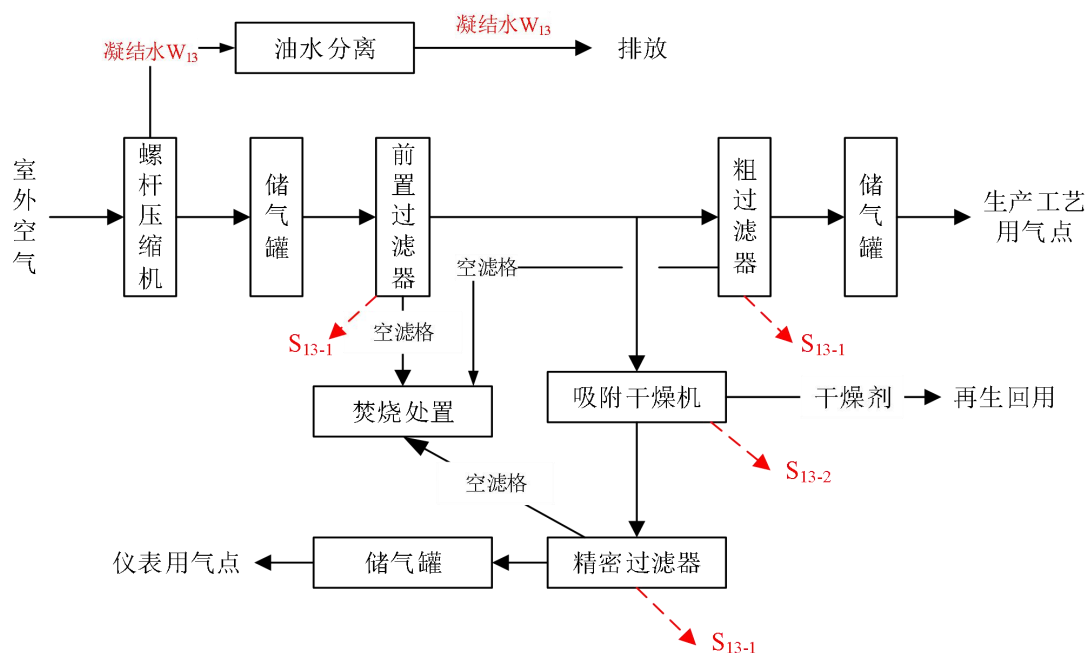 凝结水W13
油水分离
凝结水W13
排放
室外空气
螺杆压缩机
储气罐
前置过滤器
粗过滤器
储气罐
生产工艺
用气点
空滤格
S13-1
空滤格
S13-1
焚烧处置
吸附干燥机
干燥剂
再生回用
S13-2
空滤格
仪表用气点
储气罐
精密过滤器
S13-1